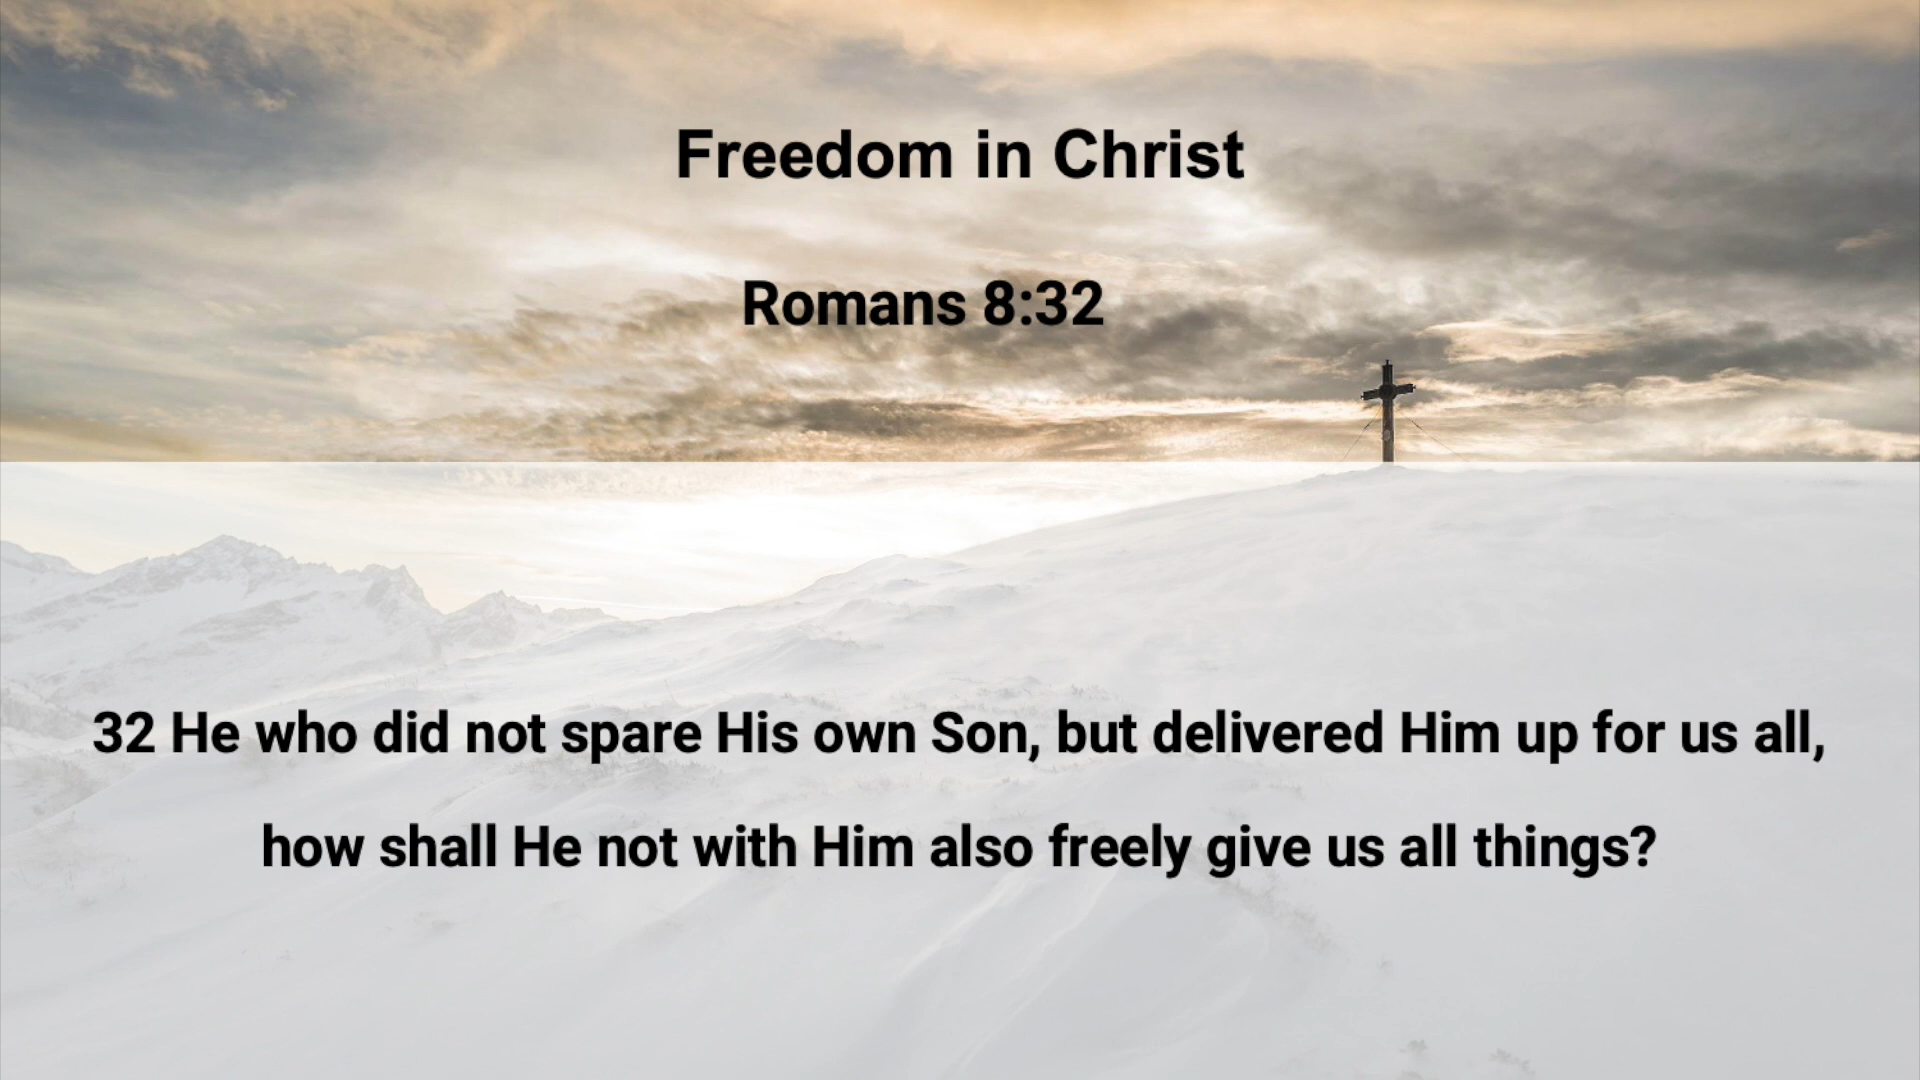 Freedom in Christ
Romans 8:32
32 He who did not spare His own Son, but delivered Him up for us all,
how shall He not with Him also freely give us all things?